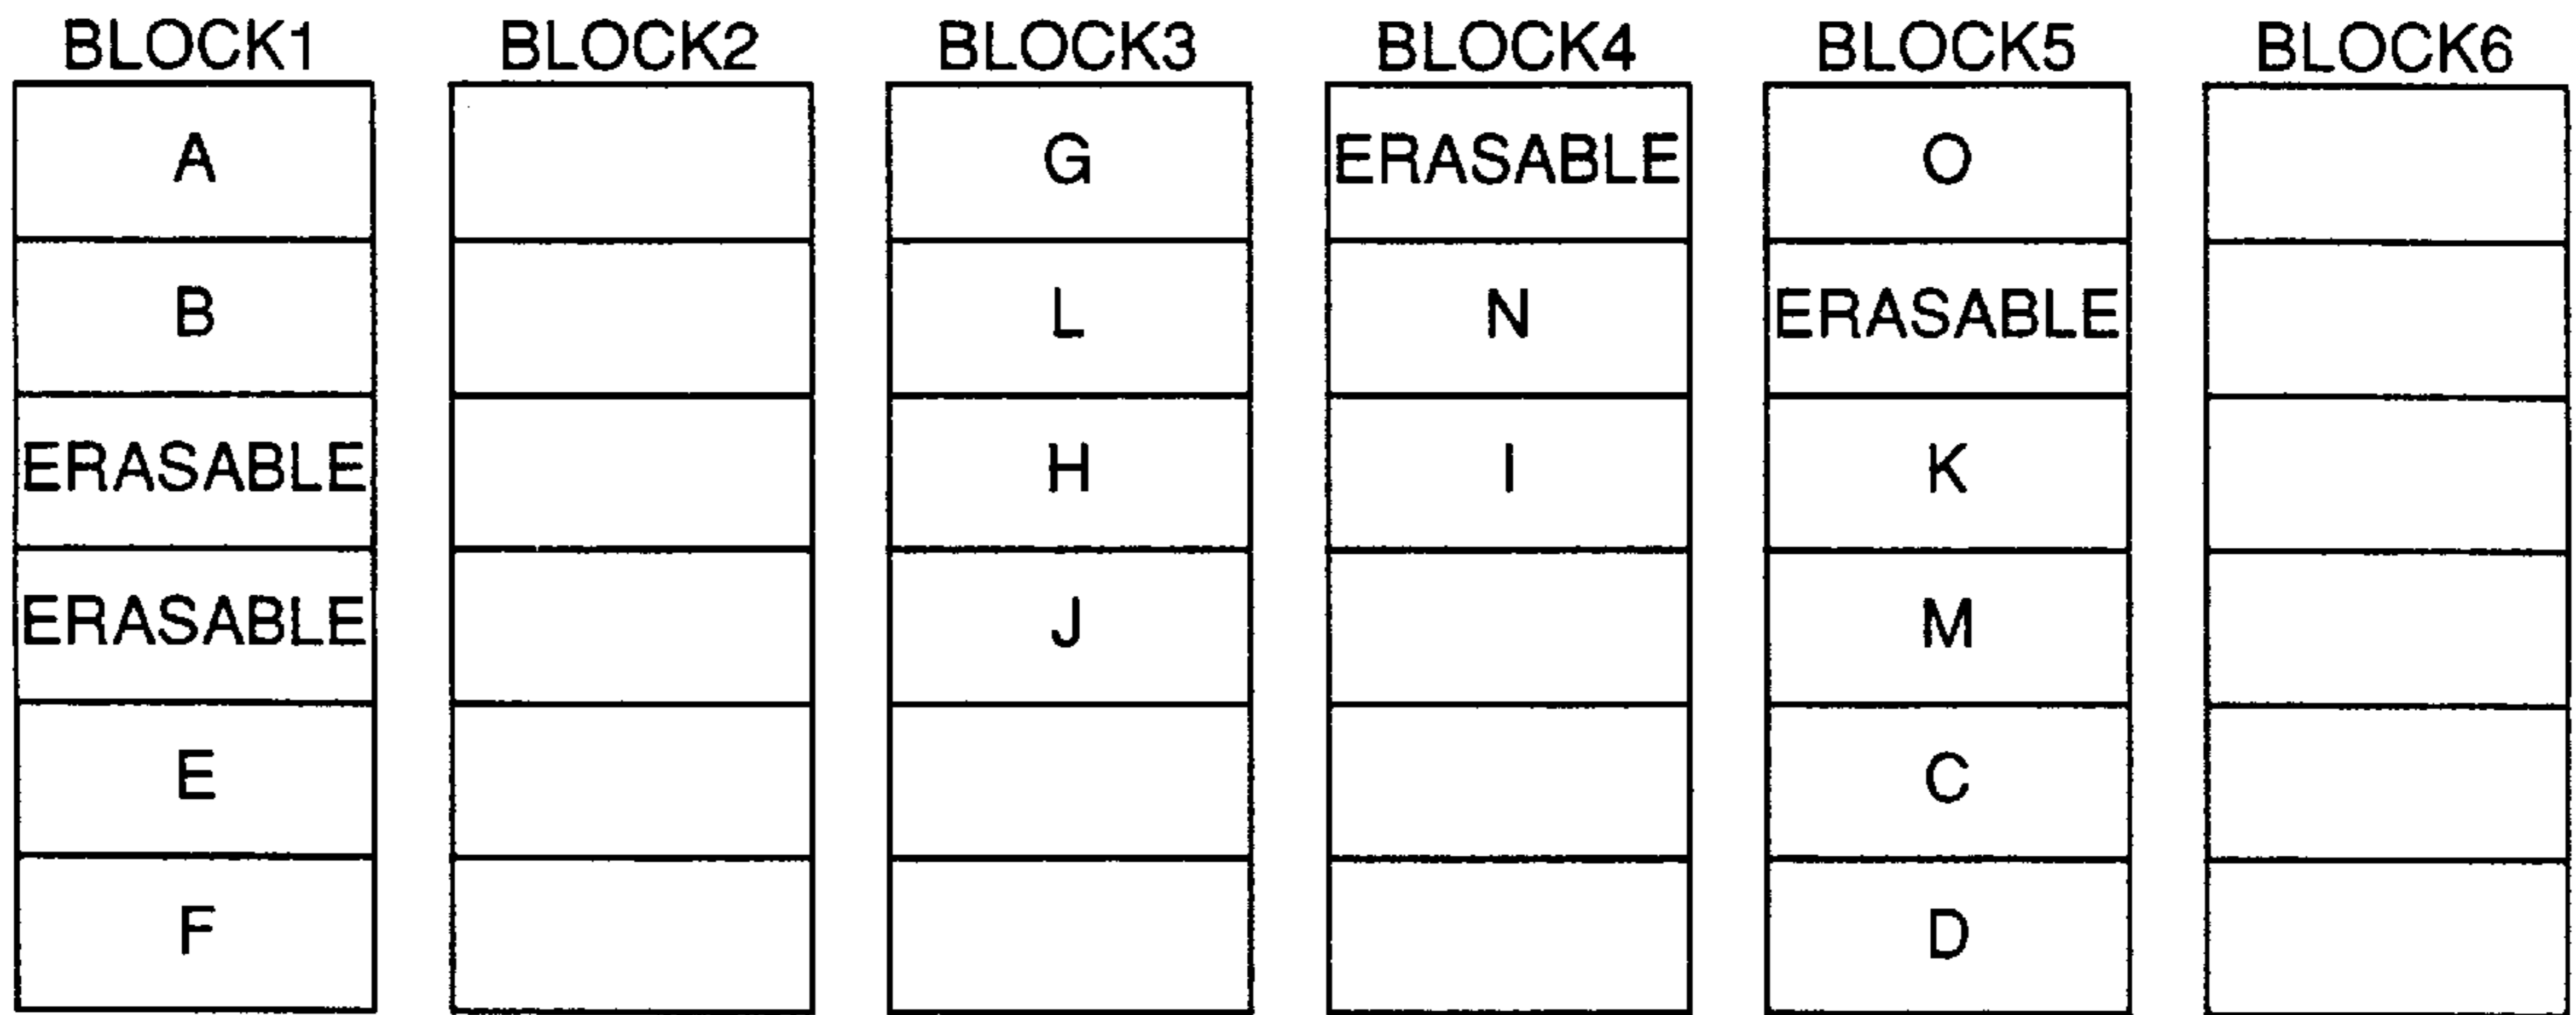 BLOCK1 BLOCK2 BLOCK3 BLOCK4 BLOCK5 BLOCK6
A G ERASABLE O
B L N ERASABLE
ERASABLE H I K
ERASABLE J M
E C
F D